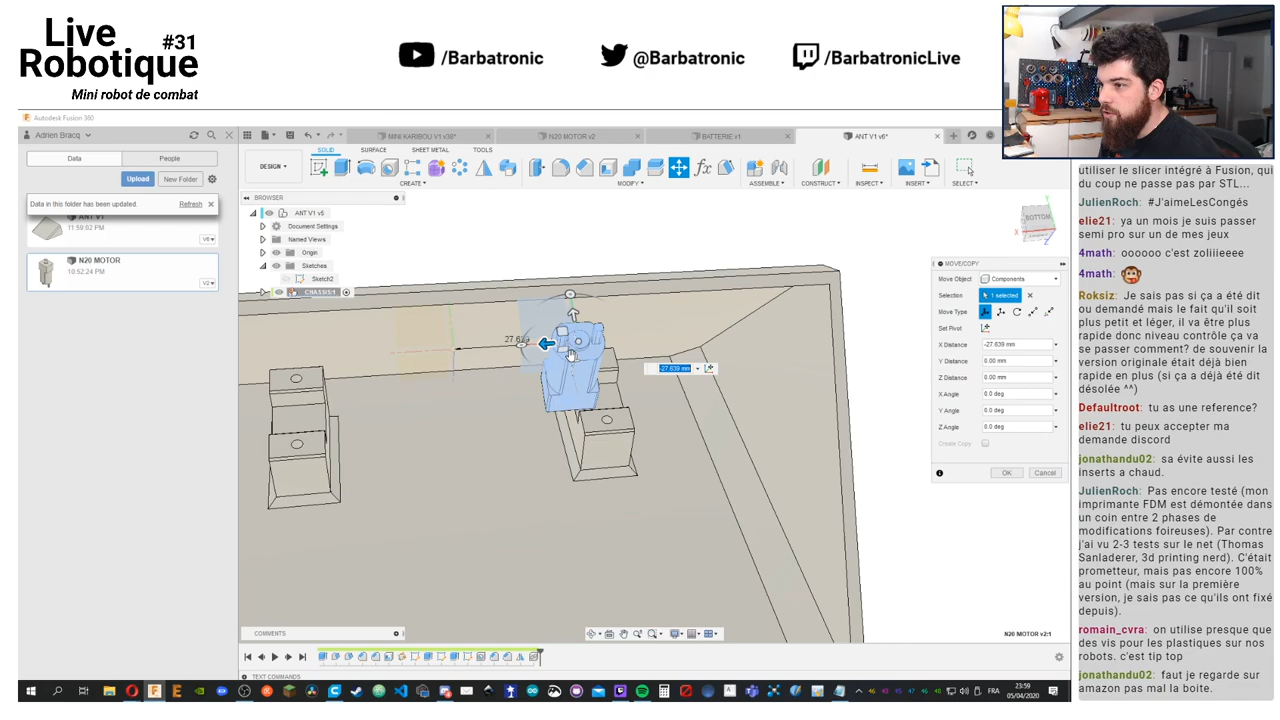 Live
Robotique
#31
Mini robot de combat
/Barbatronic
@Barbatronic
/BarbatronicLive
Autodesk Fusion 360
Adrien Bracq
MINI KARIBOU V1 v38*
N20 MOTOR v2
BATTERIE v1
ANT V1 v6*
Data
People
Upload
New Folder
Data in this folder has been updated.
Refresh
ANT V1
11:59:02 PM
V6
N20 MOTOR
10:52:24 PM
V2
DESIGN
SOLID
SURFACE
SHEET METAL
TOOLS
CREATE
MODIFY
ASSEMBLE
CONSTRUCT
INSPECT
INSERT
SELECT
BROWSER
ANT V1 v6
Document Settings
Named Views
Origin
Sketches
Sketch2
CHASSIS:1
BOTTOM
-27.639 mm
MOVE/COPY
Move Object
Components
Selection
1 selected
Move Type
Set Pivot
X Distance
-27.639 mm
Y Distance
0.00 mm
Z Distance
0.00 mm
X Angle
0.0 deg
Y Angle
0.0 deg
Z Angle
0.0 deg
Create Copy
OK
Cancel
COMMENTS
N20 MOTOR v2:1
TEXT COMMANDS
FRA
23:59
05/04/2020
utiliser le slicer intégré à Fusion, qui
du coup ne passe pas par STL...
JulienRoch: #J'aimeLesCongés
elie21: ya un mois je suis passer
semi pro sur un de mes jeux
4math: oooooo c'est zoliiieeee
4math:
Roksiz: Je sais pas si ça a été dit
ou demandé mais le fait qu'il soit
plus petit et léger, il va être plus
rapide donc niveau contrôle ça va
se passer comment? de souvenir la
version originale était déjà bien
rapide en plus (si ça a déjà été dit
désolée ^^)
Defaultroot: tu as une reference?
elie21: tu peux accepter ma
demande discord
jonathandu02: sa évite aussi les
inserts a chaud.
JulienRoch: Pas encore testé (mon
imprimante FDM est démontée dans
un coin entre 2 phases de
modifications foireuses). Par contre
j'ai vu 2-3 tests sur le net (Thomas
Sanladerer, 3d printing nerd). C'était
prometteur, mais pas encore 100%
au point (mais sur la première
version, je sais pas ce qu'ils ont fixé
depuis).
romain_cvra: on utilise presque que
des vis pour les plastiques sur nos
robots. c'est tip top
jonathandu02: faut je regarde sur
amazon pas mal la boite.